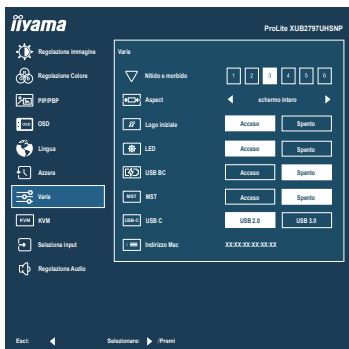 iiyama
ProLite XUB2797UHSNP
Regolazione immagine
Regolazione Colore
PIP/PBP
OSD OSD
Lingua
Azzera
Varie
KVM KVM
Seleziona input
Regolazione Audio
Varie
Nitido e morbido 1 2 3 4 5 6
Aspect schermo intero
Logo iniziale Acceso Spento
LED Acceso Spento
USB BC Acceso Spento
MST MST Acceso Spento
USB-C USB C USB 2.0 USB 3.0
Indirizzo Mac XX:XX:XX:XX:XX:XX
Esci: Selezionare: /Premi